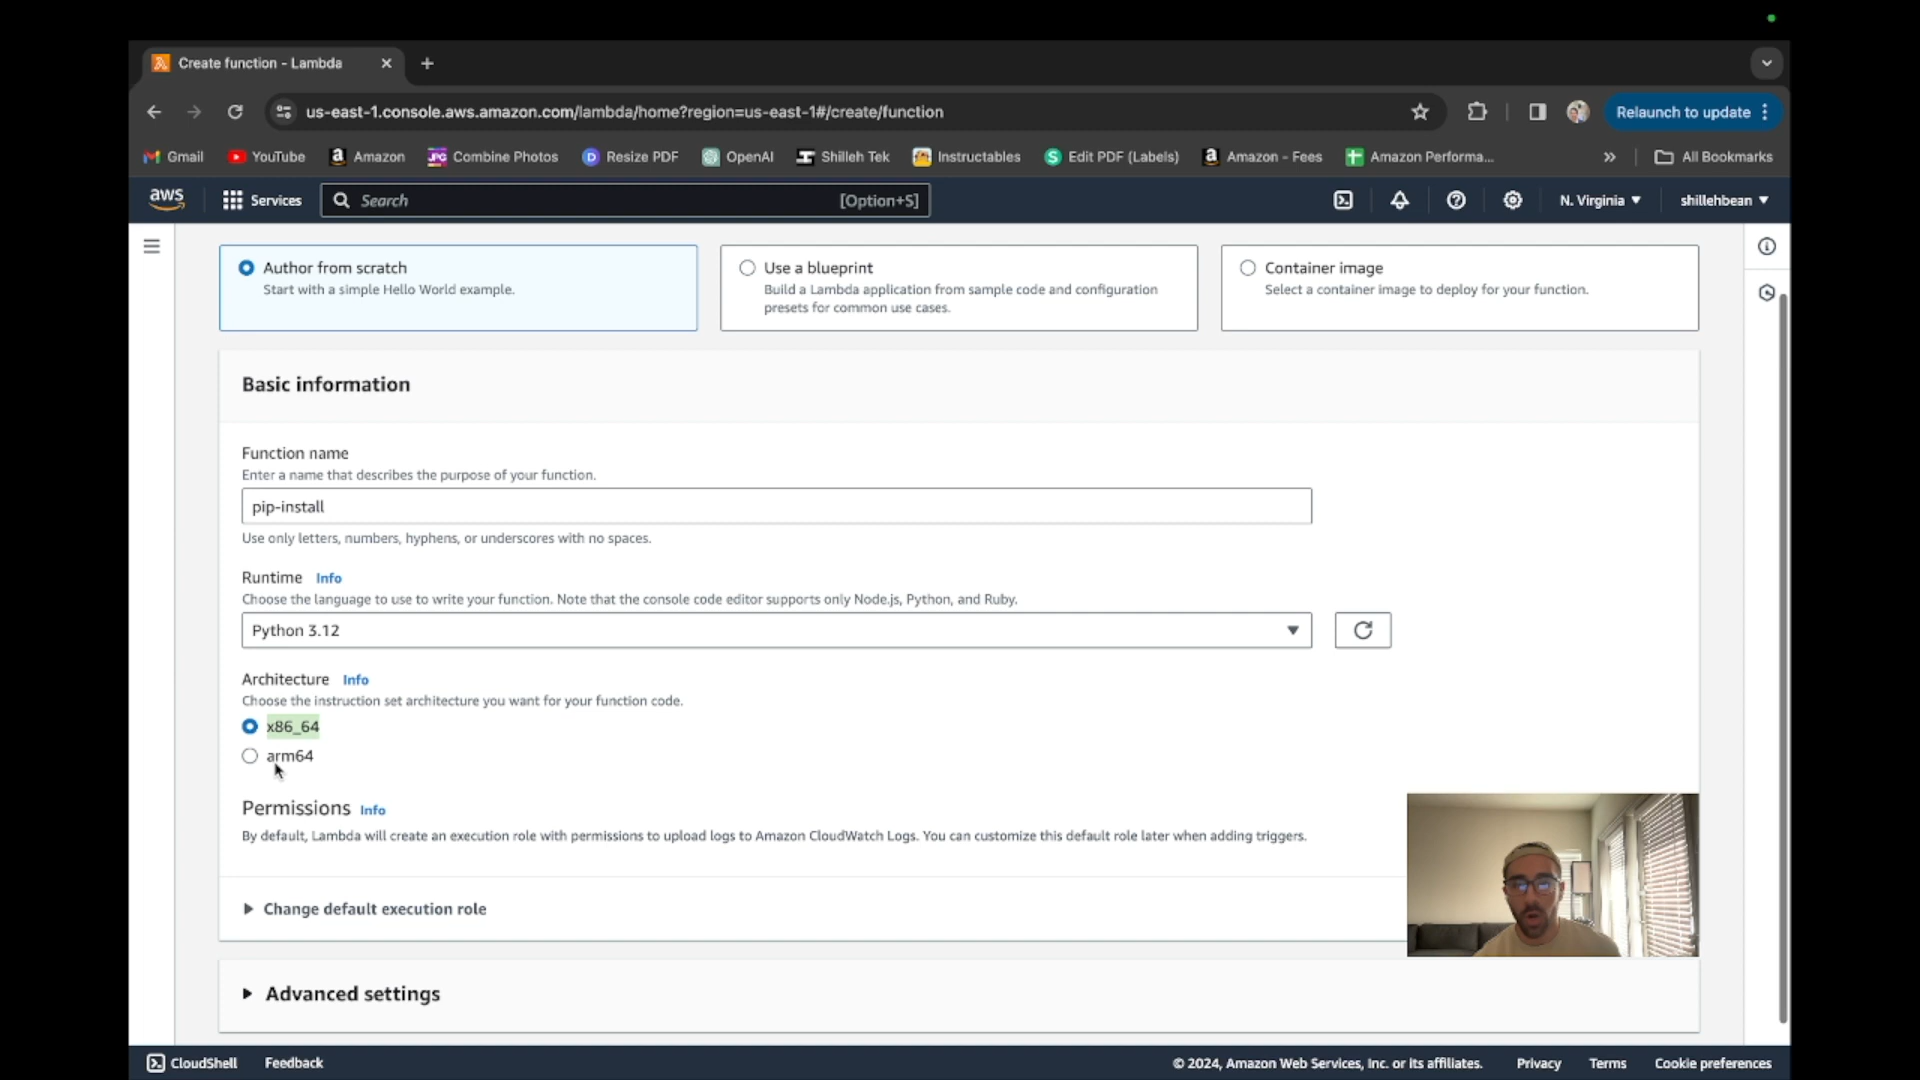 Create function - Lambda
us-east-1.console.aws.amazon.com/lambda/home?region=us-east-1#/create/function
Relaunch to update
Gmail
YouTube
Amazon
Combine Photos
Resize PDF
OpenAI
Shilleh Tek
Instructables
Edit PDF (Labels)
Amazon - Fees
Amazon Performa...
»
All Bookmarks
aws
Services
Search
[Option+S]
N. Virginia
shillehbean
Author from scratch
Start with a simple Hello World example.
Use a blueprint
Build a Lambda application from sample code and configuration
presets for common use cases.
Container image
Select a container image to deploy for your function.
Basic information
Function name
Enter a name that describes the purpose of your function.
pip-install
Use only letters, numbers, hyphens, or underscores with no spaces.
Runtime Info
Choose the language to use to write your function. Note that the console code editor supports only Node.js, Python, and Ruby.
Python 3.12
Architecture Info
Choose the instruction set architecture you want for your function code.
x86_64
arm64
Permissions Info
By default, Lambda will create an execution role with permissions to upload logs to Amazon CloudWatch Logs. You can customize this default role later when adding triggers.
Change default execution role
Advanced settings
CloudShell
Feedback
© 2024, Amazon Web Services, Inc. or its affiliates.
Privacy
Terms
Cookie preferences